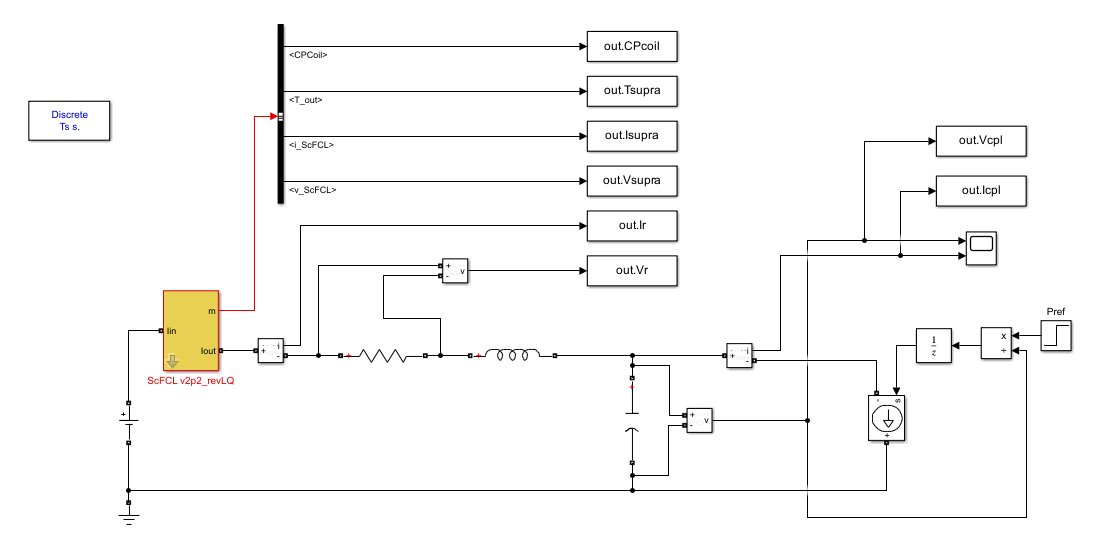 <CPCoil>
out.CPcoil
<T_out>
out.Tsupra
Discrete
Ts s.
<i_ScFCL>
out.Isupra
out.Vcpl
<v_ScFCL>
out.Vsupra
out.Icpl
out.Ir
+
-
v
out.Vr
m
Iin
Iout
ScFCL v2p2_revLQ
+
-
i
+
+
+
-
i
1
z
x
÷
Pref
+
+
-
v
-
s
+
+